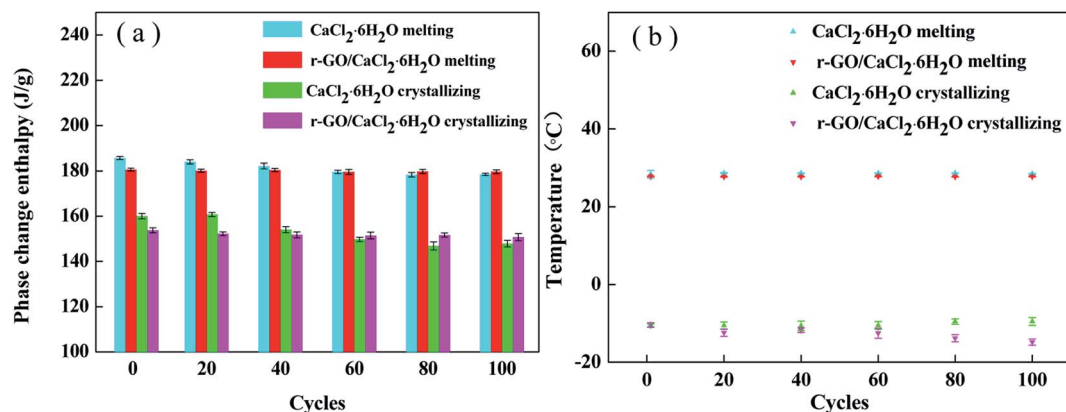 ( a )
CaCl2·6H2O melting
r-GO/CaCl2·6H2O melting
CaCl2·6H2O crystallizing
r-GO/CaCl2·6H2O crystallizing
Phase change enthalpy (J/g)
240
220
200
180
160
140
120
100
0 20 40 60 80 100
Cycles
( b )
CaCl2·6H2O melting
r-GO/CaCl2·6H2O melting
CaCl2·6H2O crystallizing
r-GO/CaCl2·6H2O crystallizing
Temperature (°C)
60
40
20
0
-20
0 20 40 60 80 100
Cycles